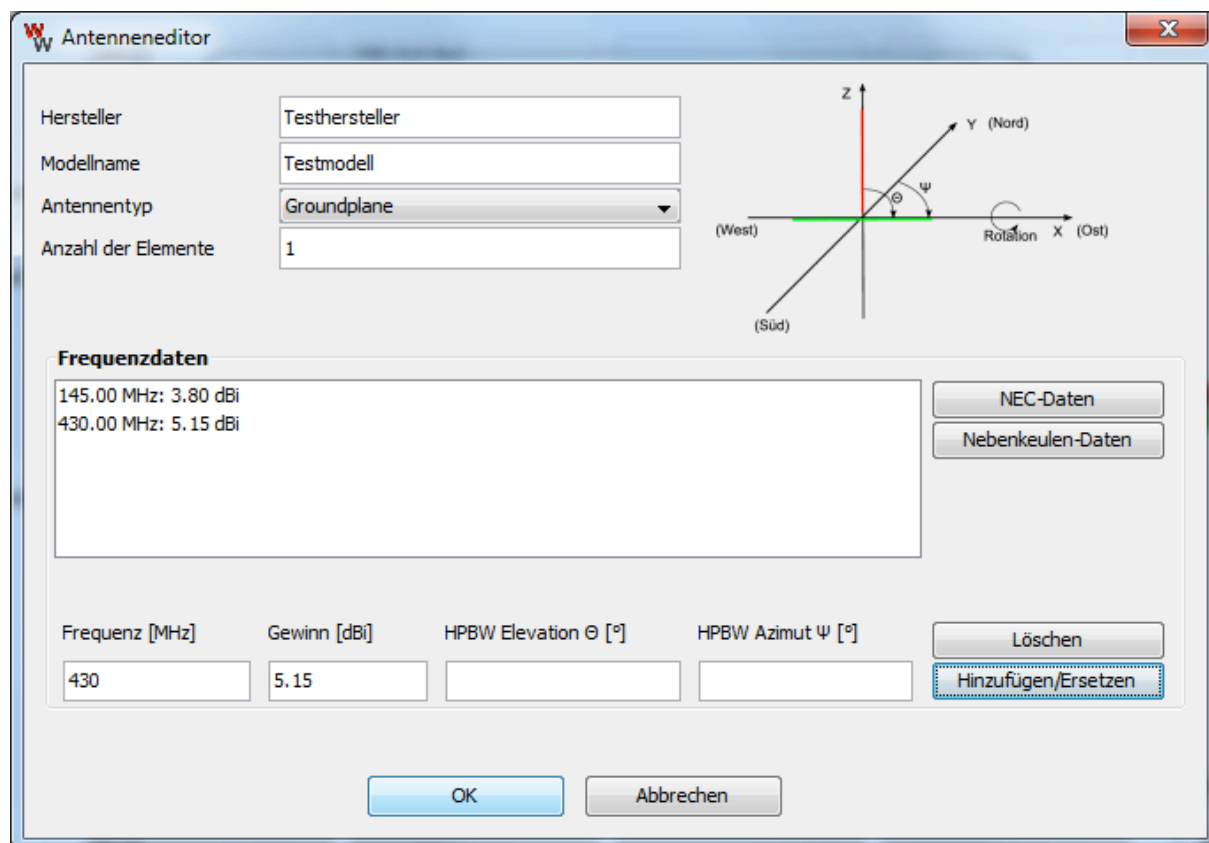 Antenneneditor
Hersteller
Testhersteller
Modellname
Testmodell
Antennentyp
Groundplane
Anzahl der Elemente
1
Z
Y (Nord)
Ψ
Θ
(West)
Rotation X (Ost)
(Süd)
Frequenzdaten
145.00 MHz: 3.80 dBi
430.00 MHz: 5.15 dBi
NEC-Daten
Nebenkeulen-Daten
Frequenz [MHz] Gewinn [dBi] HPBW Elevation Θ [°] HPBW Azimut Ψ [°]
Löschen
430 5.15
Hinzufügen/Ersetzen
OK Abbrechen